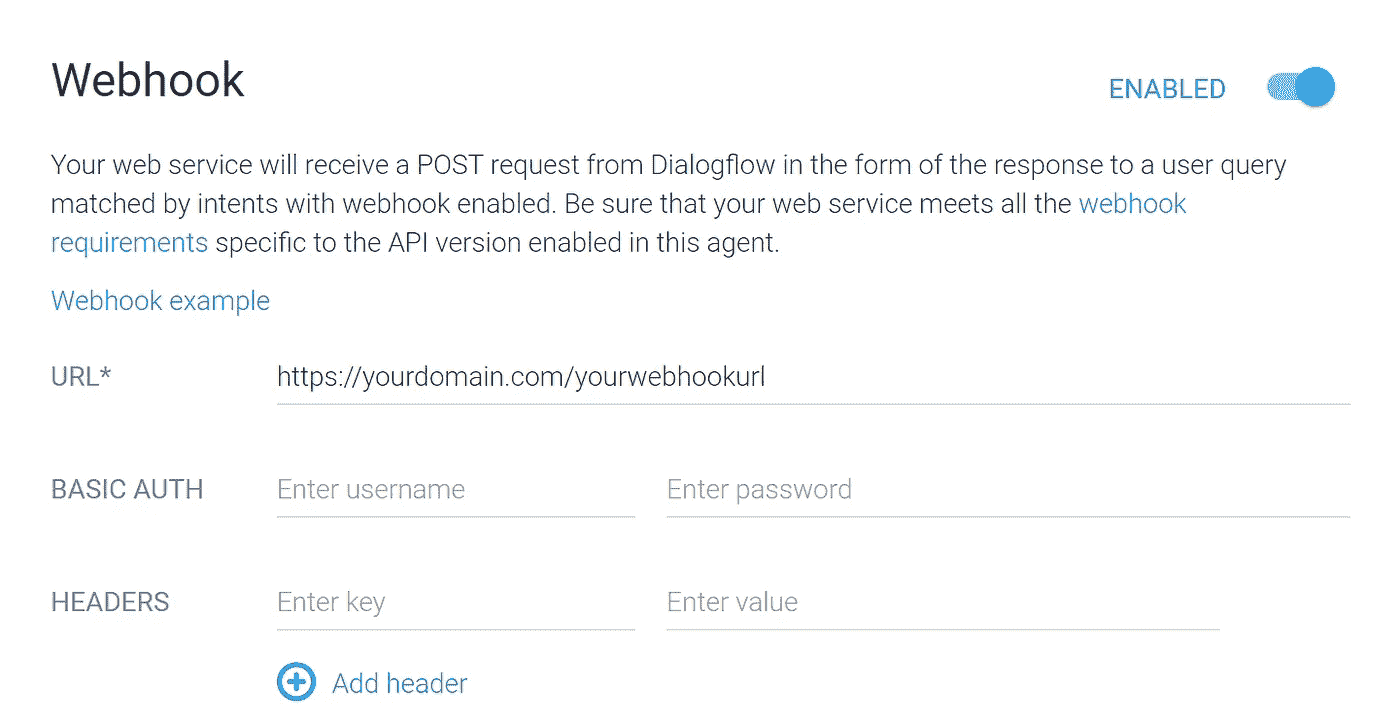 Webhook
ENABLED
Your web service will receive a POST request from Dialogflow in the form of the response to a user query
matched by intents with webhook enabled. Be sure that your web service meets all the webhook
requirements specific to the API version enabled in this agent.
Webhook example
URL* https://yourdomain.com/yourwebhookurl
BASIC AUTH Enter username Enter password
HEADERS Enter key Enter value
Add header